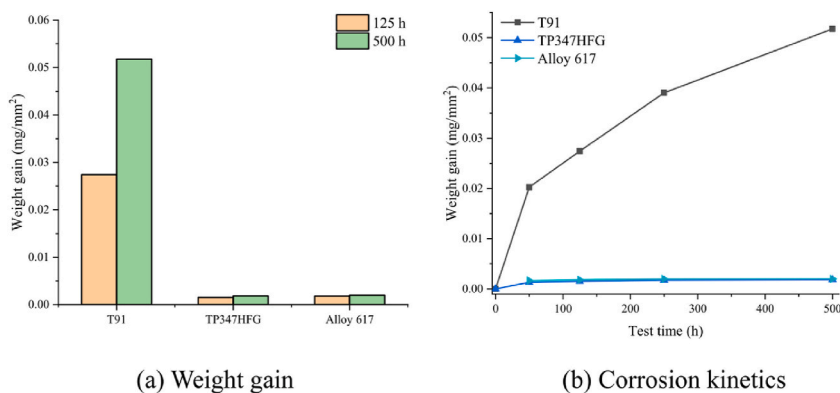 0.06
0.05
0.04
0.03
0.02
0.01
0.00
Weight gain (mg/mm²)
125 h
500 h
T91
TP347HFG
Alloy 617
(a) Weight gain
T91
TP347HFG
Alloy 617
0.05
0.04
0.03
0.02
0.01
0.00
Weight gain (mg/mm²)
0
100
200
300
400
500
Test time (h)
(b) Corrosion kinetics